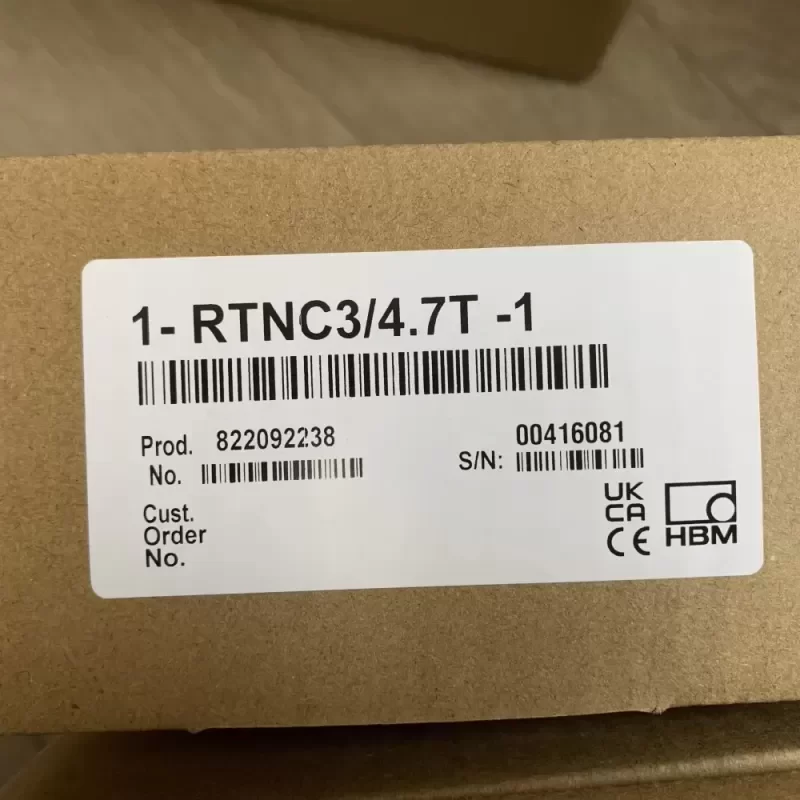 1- RTNC3/4.7T -1
Prod. 822092238
No.
00416081
S/N:
Cust.
Order
No.
UK
CA
CE
HBM